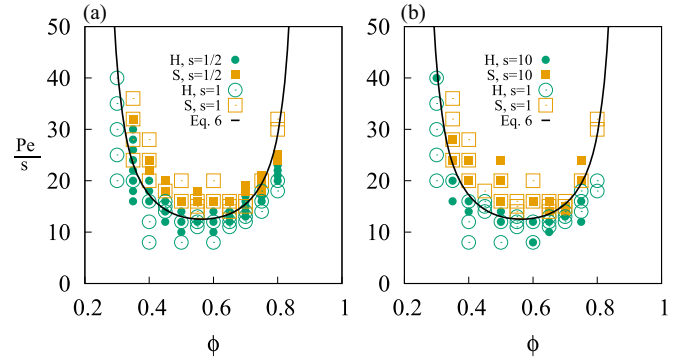 (a)
H, s=1/2
S, s=1/2
H, s=1
S, s=1
Eq. 6
Pe
s
50
40
30
20
10
0
0.2
0.4
0.6
0.8
1
ϕ
(b)
H, s=10
S, s=10
H, s=1
S, s=1
Eq. 6
50
40
30
20
10
0
0.2
0.4
0.6
0.8
1
ϕ